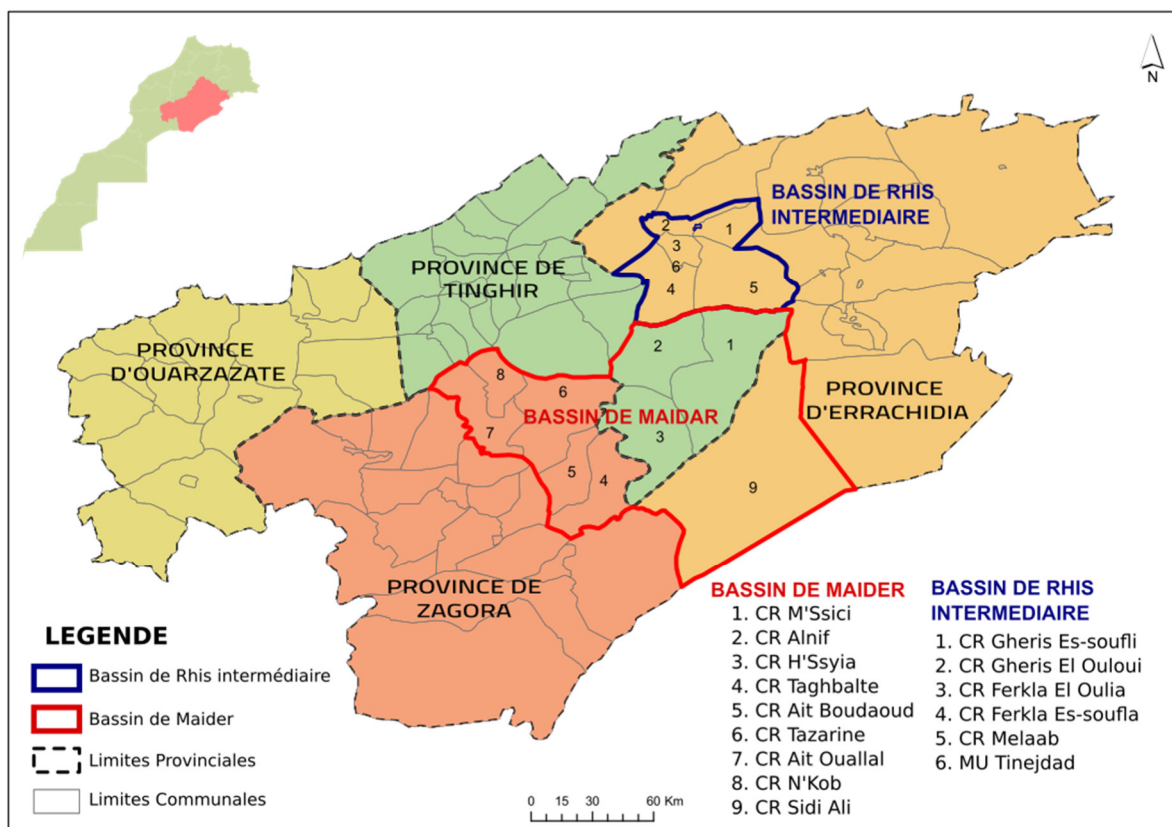 N
BASSIN DE RHIS
INTERMEDIAIRE
2
1
3
6
4
5
PROVINCE DE
TINGHIR
PROVINCE
D'OUARZAZATE
2
1
8
6
BASSIN DE MAIDAR
PROVINCE
D'ERRACHIDIA
7
3
5
4
9
PROVINCE DE
ZAGORA
LEGENDE
Bassin de Rhis intermédiaire
Bassin de Maider
Limites Provinciales
Limites Communales
0 15 30 60 Km
BASSIN DE MAIDER
1. CR M'Ssici
2. CR Alnif
3. CR H'Ssyia
4. CR Taghbalte
5. CR Ait Boudaoud
6. CR Tazarine
7. CR Ait Ouallal
8. CR N'Kob
9. CR Sidi Ali
BASSIN DE RHIS
INTERMEDIAIRE
1. CR Gheris Es-soufli
2. CR Gheris El Ouloui
3. CR Ferkla El Oulia
4. CR Ferkla Es-soufla
5. CR Melaab
6. MU Tinejdad